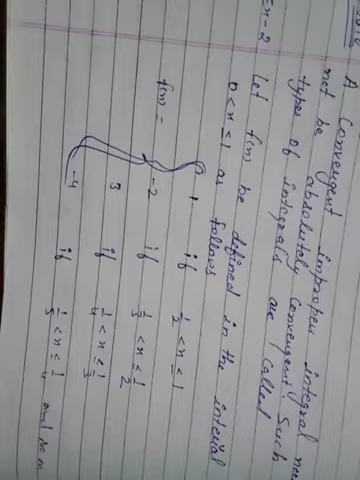 A Convergent improper integral
not be absolutely Convergent Such
types of integrals are called
Ex-2 Let f(x) be defined in the interval
0 < x ≤ 1 as follows
f(x) = 1 if 1/2 < x ≤ 1
-2 if 1/3 < x ≤ 1/2
3 if 1/4 < x ≤ 1/3
-4 if 1/5 < x ≤ 1/4 and so on